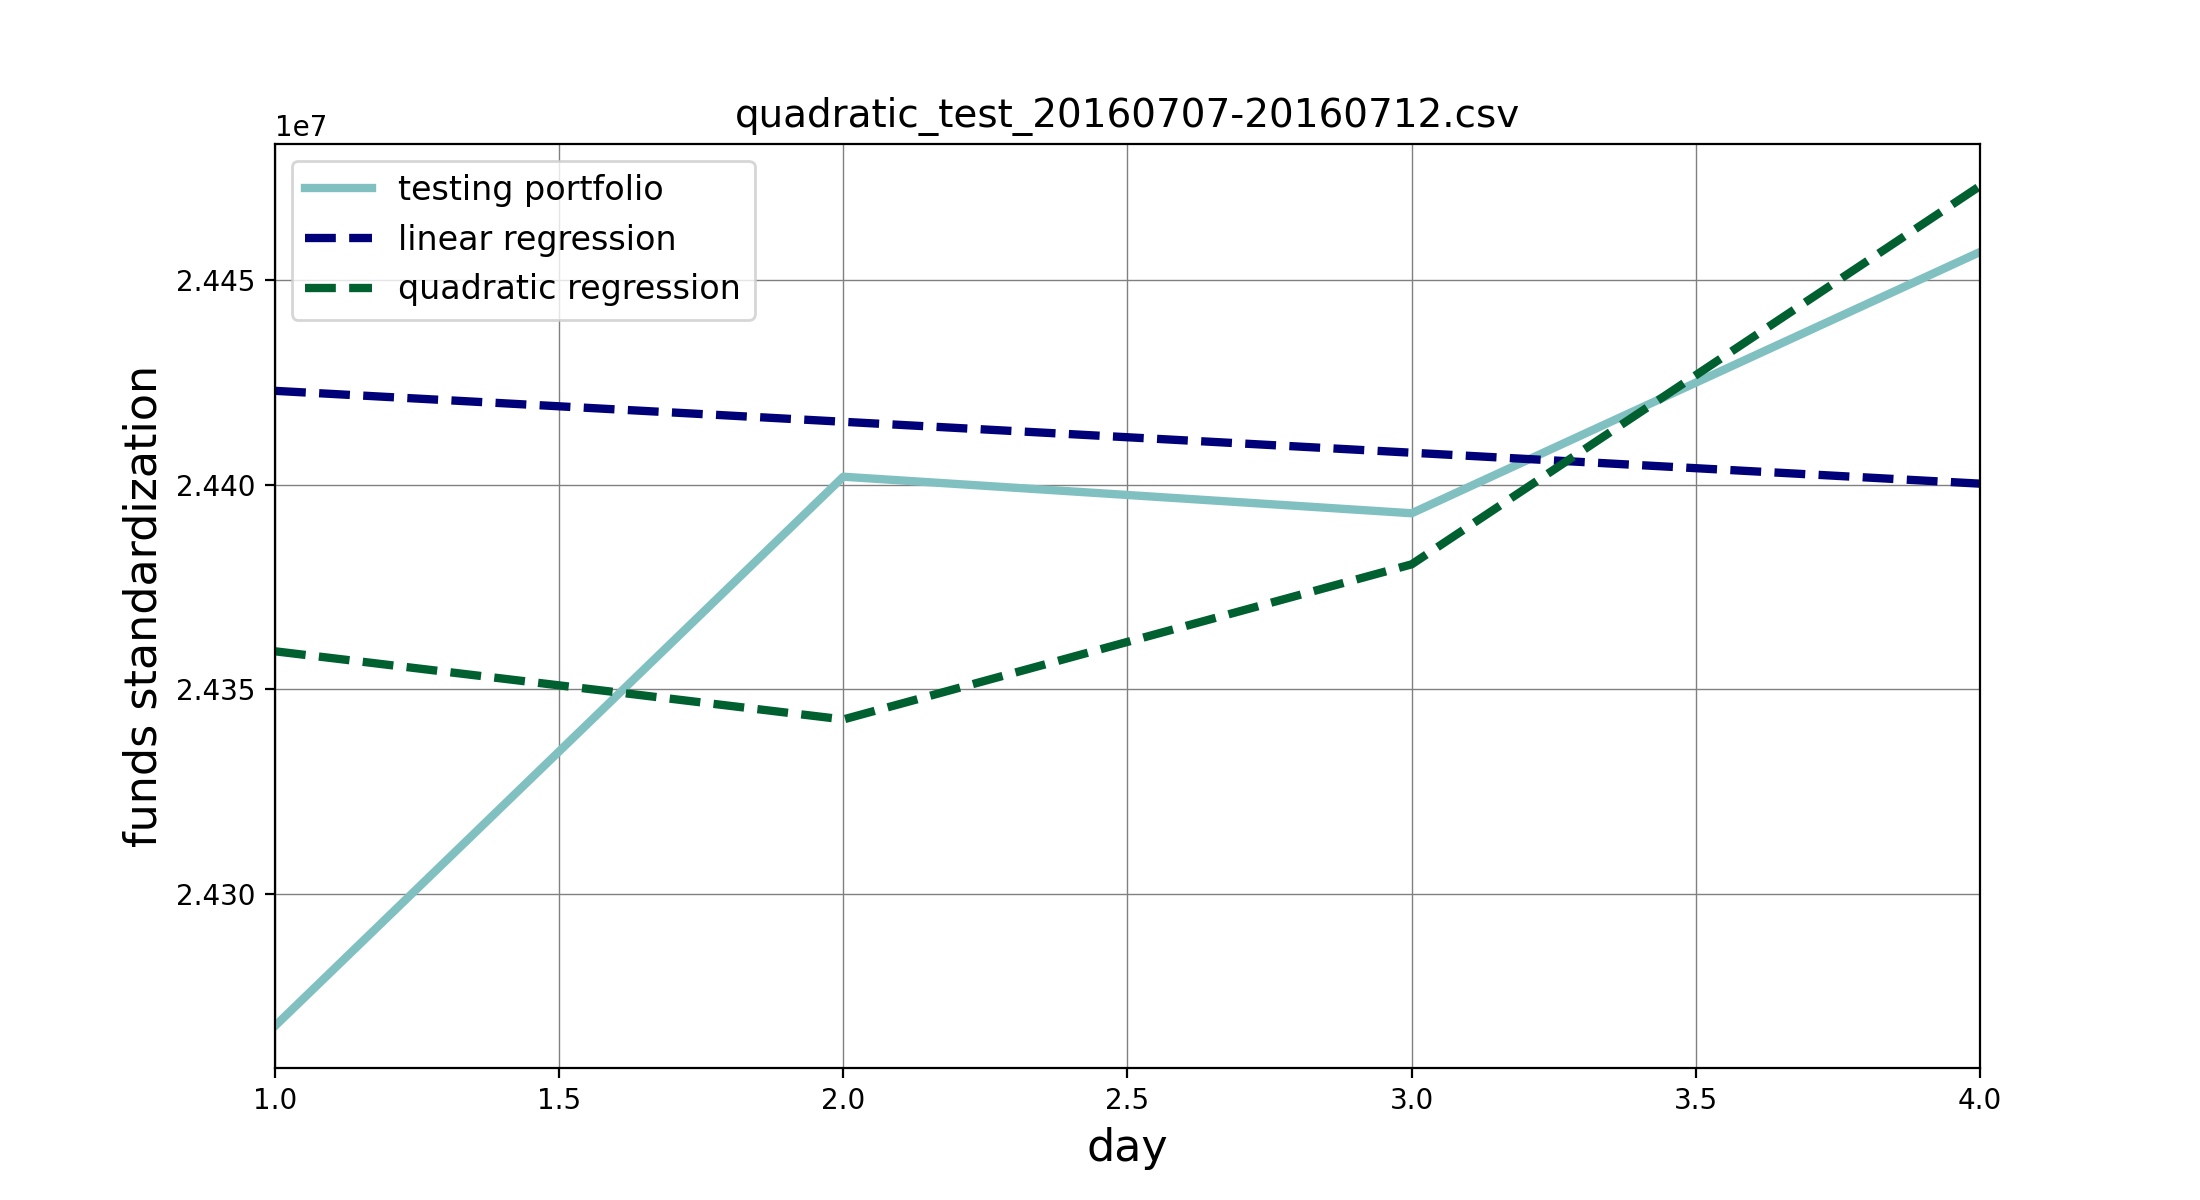 quadratic_test_20160707-20160712.csv
1e7
testing portfolio
linear regression
quadratic regression
funds standardization
2.445
2.440
2.435
2.430
1.0 1.5 2.0 2.5 3.0 3.5 4.0
day